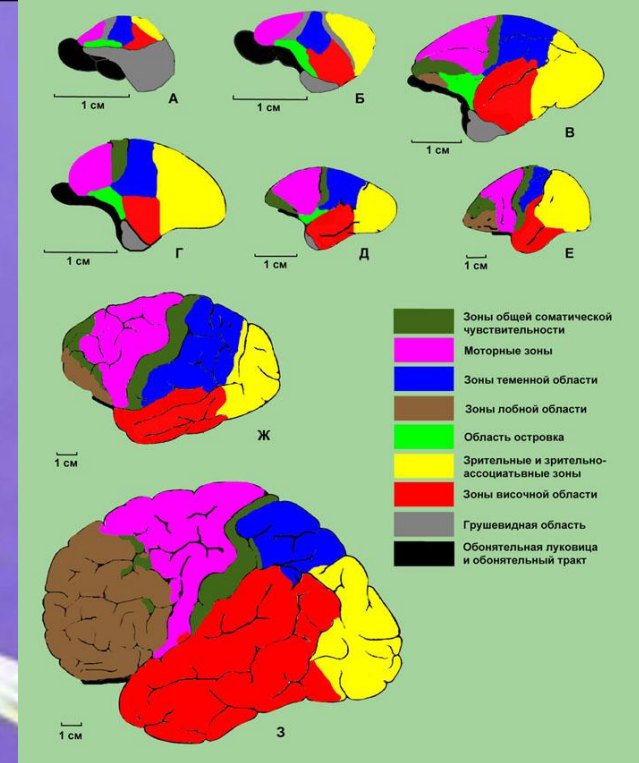 1 см
А
1 см
Б
1 см
В
1 см
Г
1 см
Д
1 см
Е
Зоны общей соматической
чувствительности
Моторные зоны
Зоны теменной области
Зоны лобной области
Область островка
Зрительные и зрительно-
ассоциатьвные зоны
Зоны височной области
Грушевидная область
Обонятельная луковица
и обонятельный тракт
Ж
1 см
1 см
З